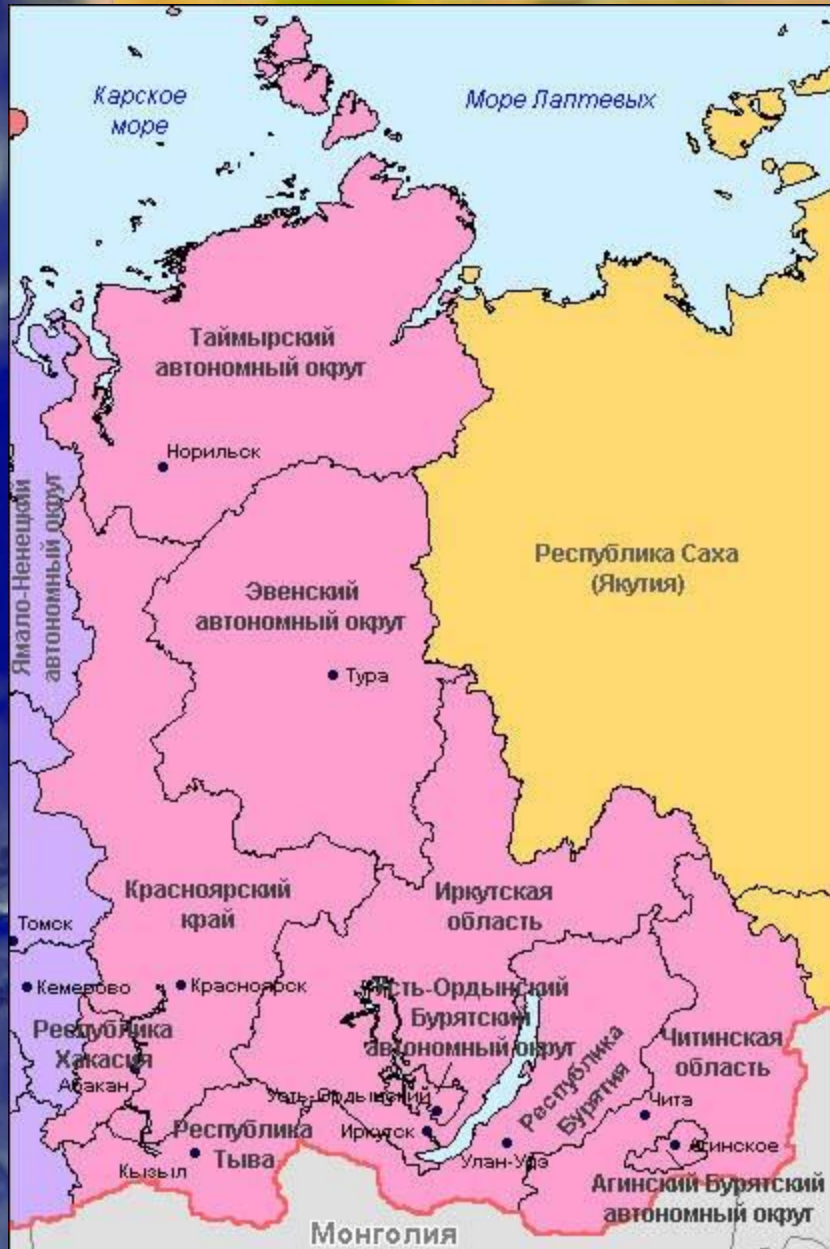 Карское
море
Море Лаптевых
Таймырский
автономный округ
Норильск
Ямало-Ненецкий
автономный округ
Республика Саха
(Якутия)
Эвенский
автономный округ
Тура
Красноярский
край
Иркутская
область
Томск
Кемерово
Красноярск
Усть-Ордынский
Бурятский
автономный округ
Республика
Хакасия
Абакан
Республика
Бурятия
Читинская
область
Усть-Ордынский
Чита
Иркутск
Республика
Тыва
Кызыл
Улан-Удэ
Агинское
Агинский Бурятский
автономный округ
Монголия